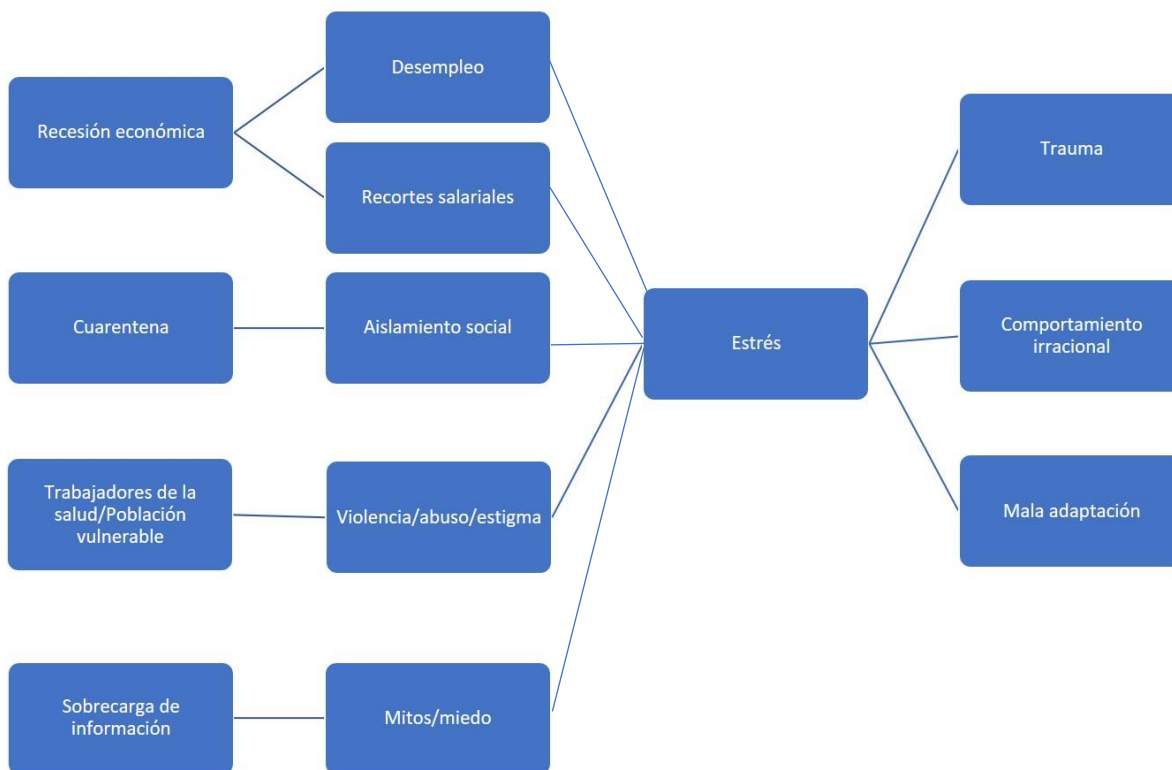 Desempleo
Recesión económica
Recortes salariales
Cuarentena
Aislamiento social
Trabajadores de la
salud/Población
vulnerable
Violencia/abuso/estigma
Sobrecarga de
información
Mitos/miedo
Estrés
Trauma
Comportamiento
irracional
Mala adaptación